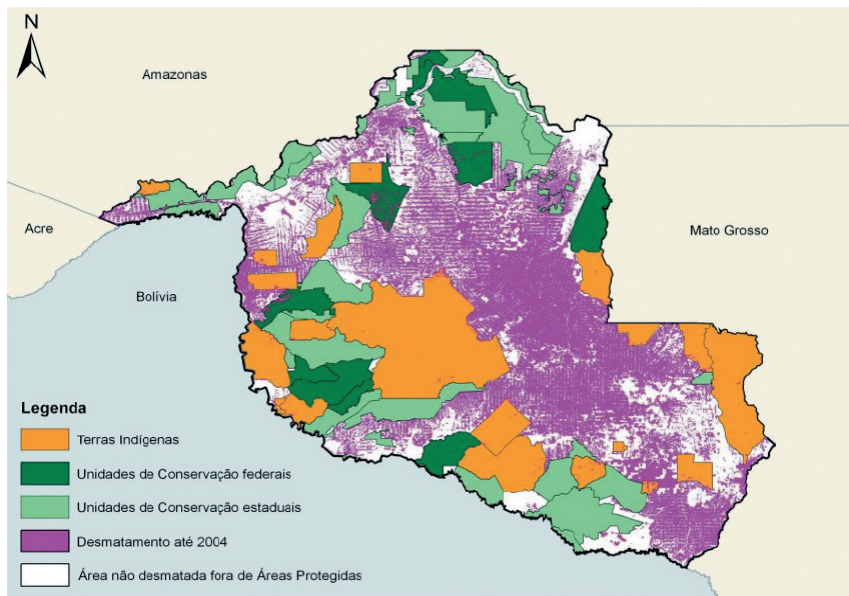 N
Amazonas
Acre
Mato Grosso
Bolívia
Legenda
Terras Indígenas
Unidades de Conservação federais
Unidades de Conservação estaduais
Desmatamento até 2004
Área não desmatada fora de Áreas Protegidas